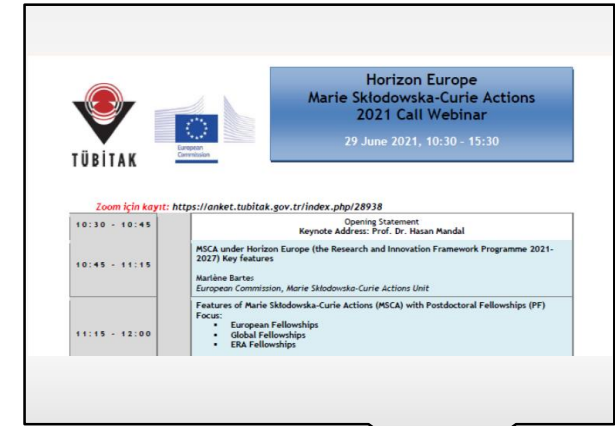 Horizon Europe
Marie Skłodowska-Curie Actions
2021 Call Webinar
29 June 2021, 10:30 - 15:30
TÜBİTAK
European
Commission
Zoom için kayıt: https://anket.tubitak.gov.tr/index.php/28938
10:30 - 10:45
Opening Statement
Keynote Address: Prof. Dr. Hasan Mandal
10:45 - 11:15
MSCA under Horizon Europe (the Research and Innovation Framework Programme 2021-
2027) Key features
Marlène Bartes
European Commission, Marie Skłodowska-Curie Actions Unit
11:15 - 12:00
Features of Marie Skłodowska-Curie Actions (MSCA) with Postdoctoral Fellowships (PF)
Focus:
• European Fellowships
• Global Fellowships
• ERA Fellowships